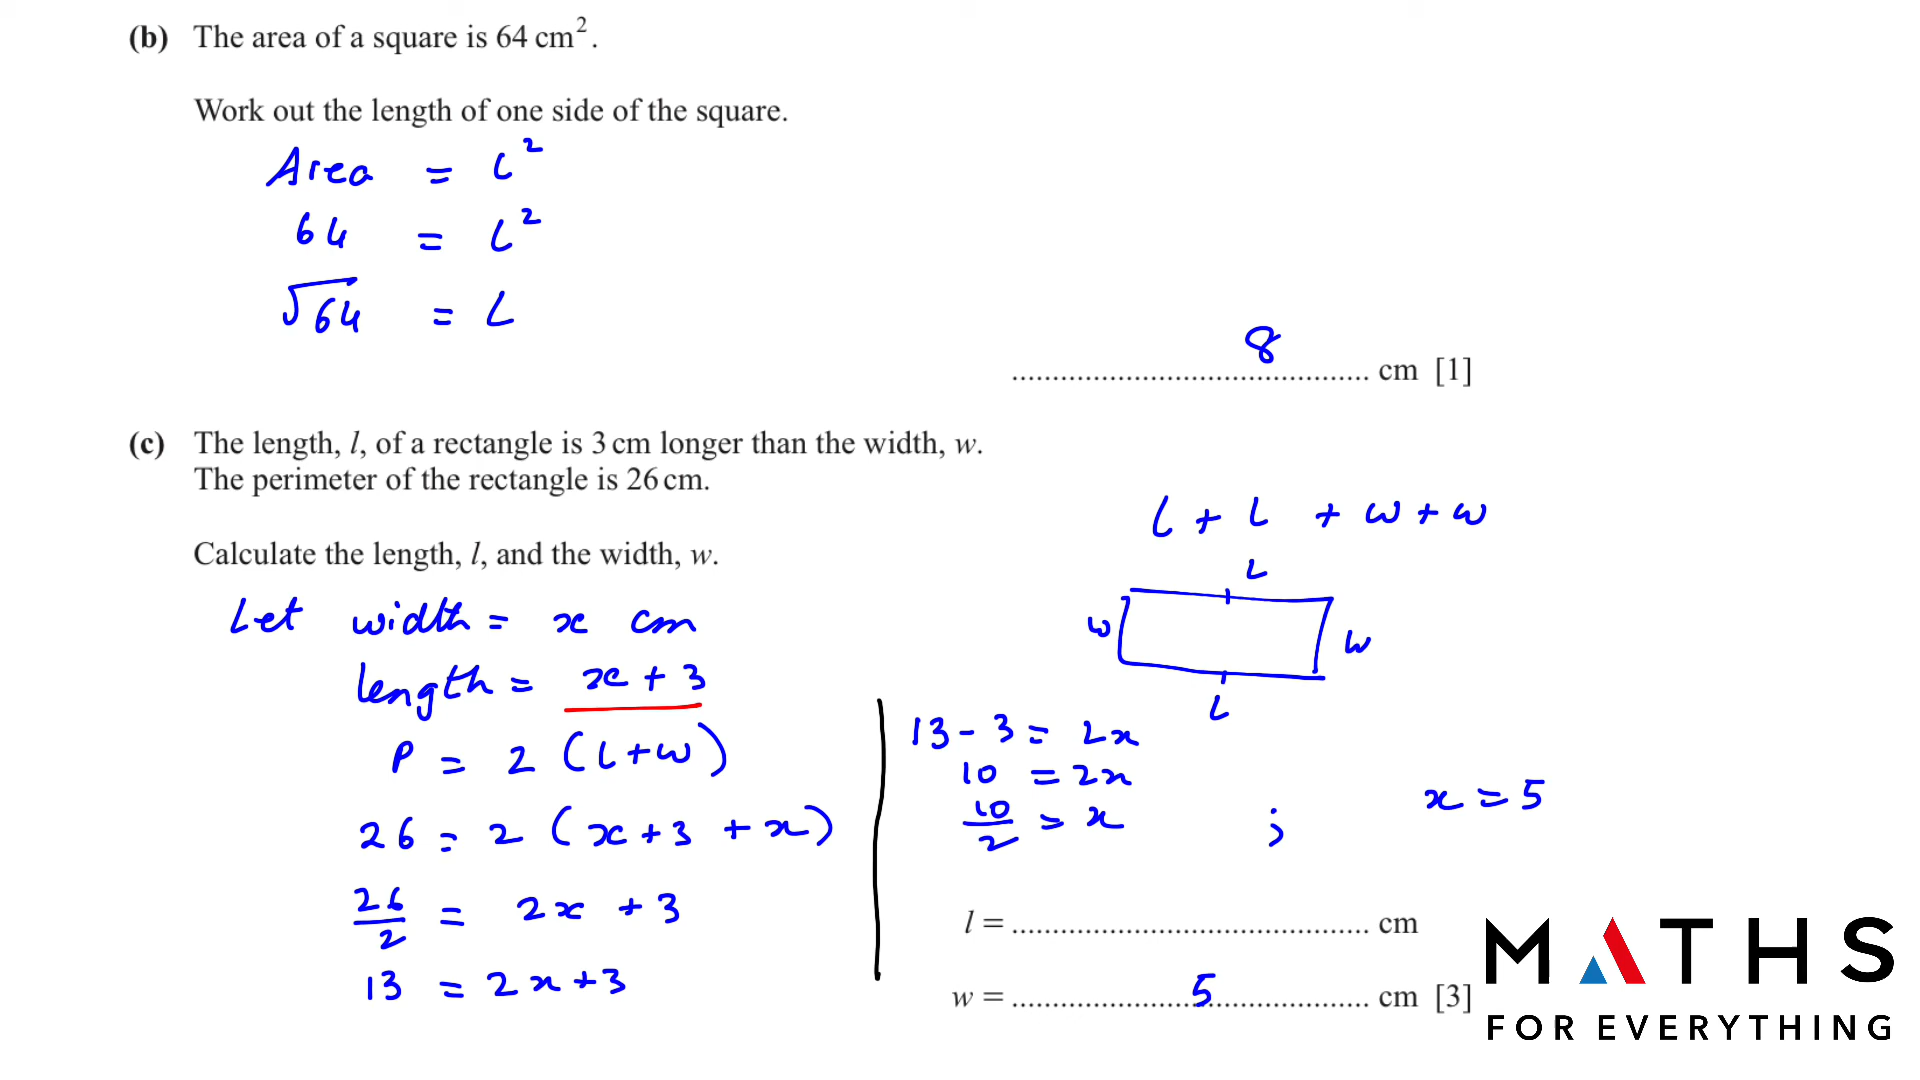 (b) The area of a square is 64 cm².
Work out the length of one side of the square.
Area = L²
64 = L²
√64 = L
8
.......................................... cm [1]
(c) The length, l, of a rectangle is 3 cm longer than the width, w.
The perimeter of the rectangle is 26 cm.
Calculate the length, l, and the width, w.
L + L + w + w
L
w
w
L
Let width = x cm
length = x + 3
P = 2 (L+w)
26 = 2 (x+3 + x)
26/2 = 2x + 3
13 = 2x+3
13 - 3 = 2x
10 = 2x
10/2 = x ; x = 5
l = .......................................... cm
w = ..................... 5 ................... cm [3]
MATHS
FOR EVERYTHING